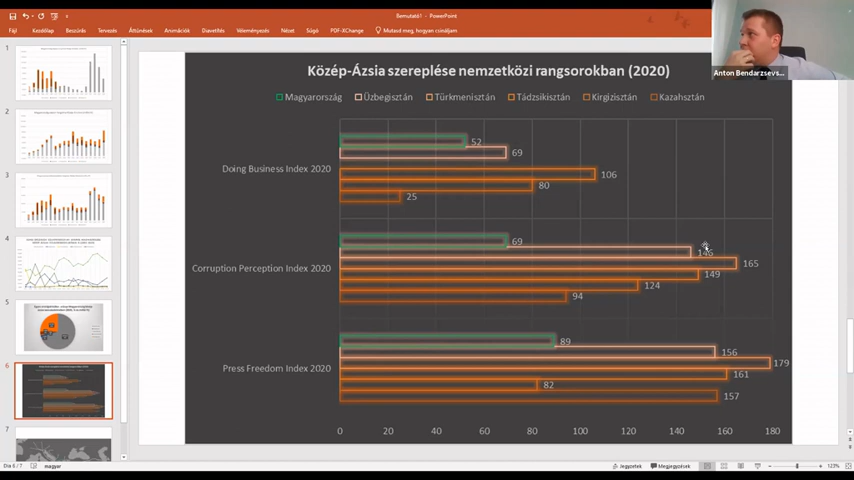 Bemutató1 - PowerPoint
Fájl Kezdőlap Beszúrás Tervezés Áttűnések Animációk Diavetítés Véleményezés Nézet Súgó PDF-XChange Mutasd meg, hogyan csináljam
Anton Bendarzsevs...
1
2
3
4
5
6
7
Közép-Ázsia szereplése nemzetközi rangsorokban (2020)
Magyarország Üzbegisztán Türkmenisztán Tádzsikisztán Kirgizisztán Kazahsztán
Doing Business Index 2020
52
69
106
80
25
Corruption Perception Index 2020
69
146
165
149
124
94
Press Freedom Index 2020
89
156
179
161
82
157
0 20 40 60 80 100 120 140 160 180
Dia 6 / 7 magyar Jegyzetek Megjegyzések 123%